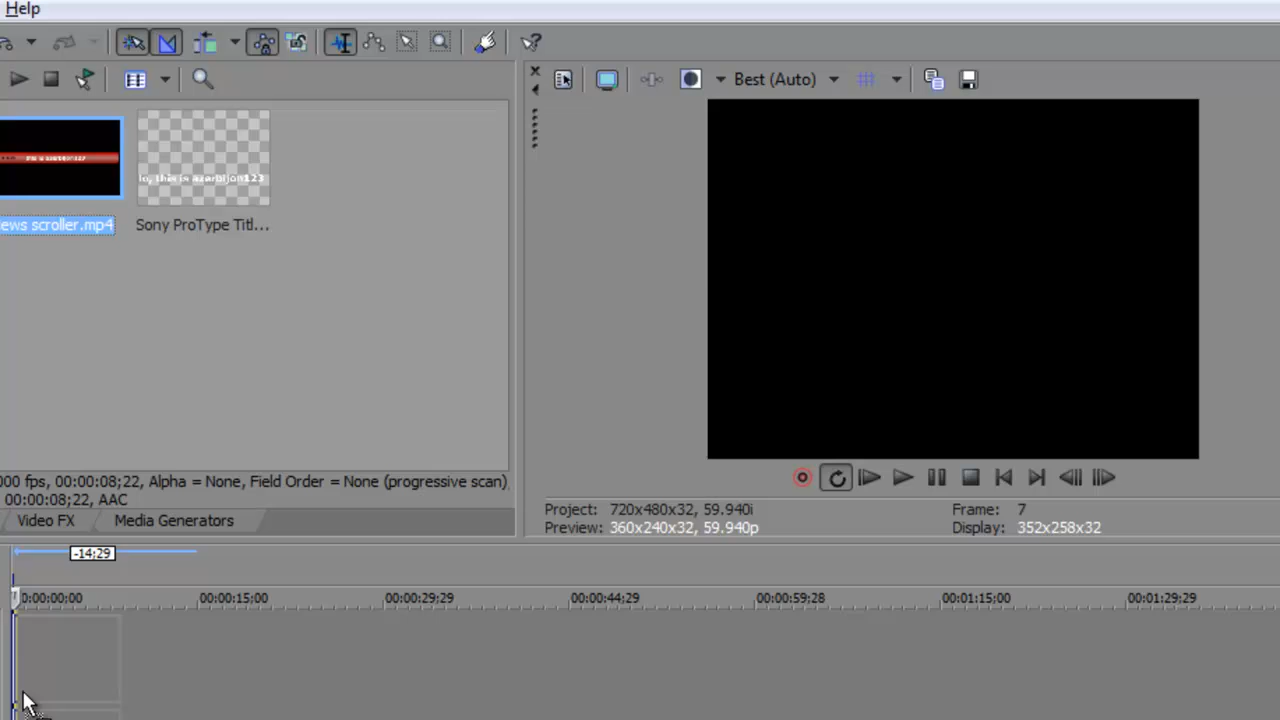 Help
Best (Auto)
lo, this is azerbijan123
ews scroller.mp4
Sony ProType Titl...
000 fps, 00:00:08;22, Alpha = None, Field Order = None (progressive scan),
00:00:08;22, AAC
Video FX
Media Generators
Project: 720x480x32, 59.940i
Frame: 7
Preview: 360x240x32, 59.940p
Display: 352x258x32
-14;29
0:00:00:00
00:00:15;00
00:00:29;29
00:00:44;29
00:00:59;28
00:01:15;00
00:01:29;29